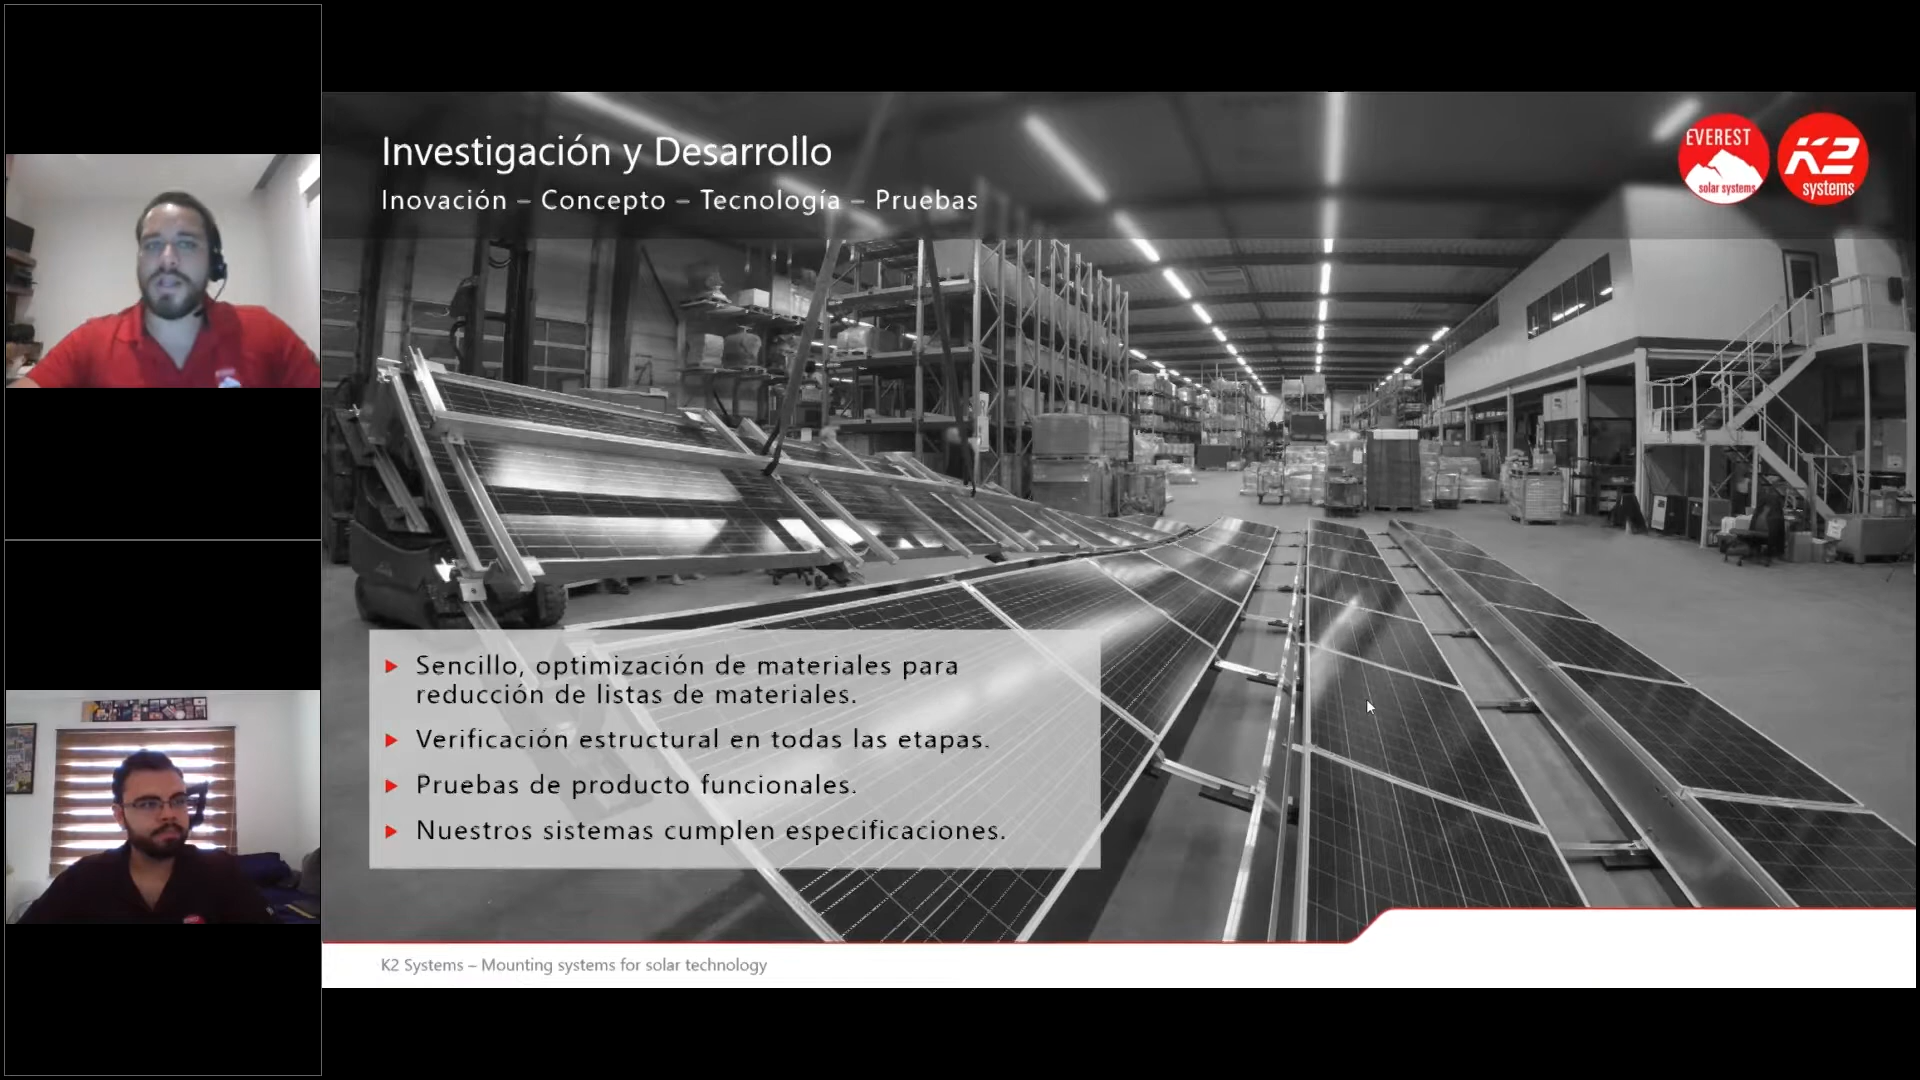 Investigación y Desarrollo
Inovación – Concepto – Tecnología – Pruebas
EVEREST
solar systems
K2
systems
Sencillo, optimización de materiales para
reducción de listas de materiales.
Verificación estructural en todas las etapas.
Pruebas de producto funcionales.
Nuestros sistemas cumplen especificaciones.
K2 Systems – Mounting systems for solar technology